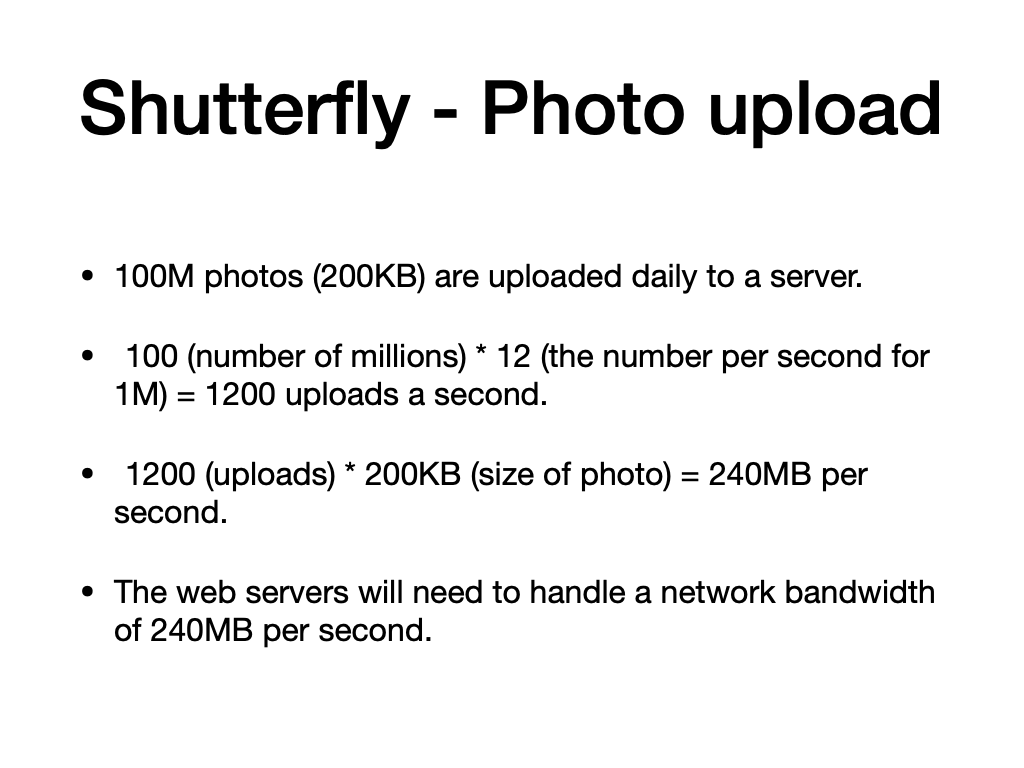 Shutterfly - Photo upload
• 100M photos (200KB) are uploaded daily to a server.
• 100 (number of millions) * 12 (the number per second for
1M) = 1200 uploads a second.
• 1200 (uploads) * 200KB (size of photo) = 240MB per
second.
• The web servers will need to handle a network bandwidth
of 240MB per second.